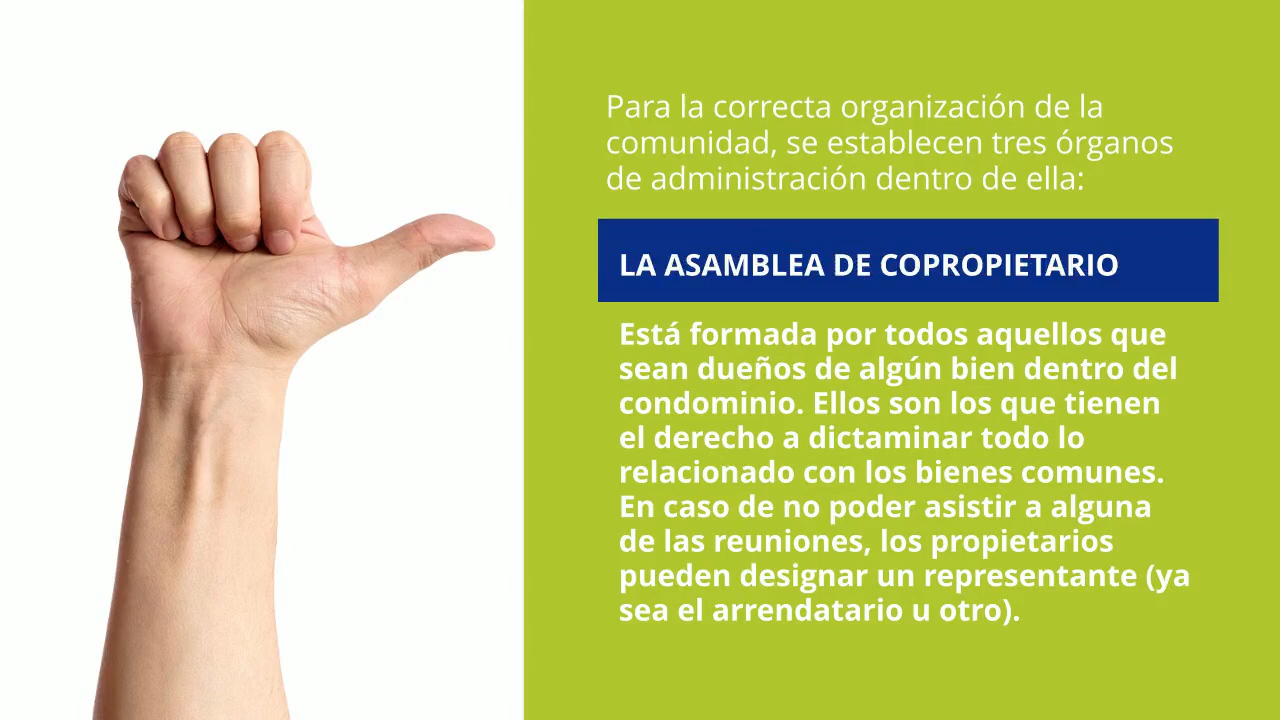 Para la correcta organización de la
comunidad, se establecen tres órganos
de administración dentro de ella:
LA ASAMBLEA DE COPROPIETARIO
Está formada por todos aquellos que
sean dueños de algún bien dentro del
condominio. Ellos son los que tienen
el derecho a dictaminar todo lo
relacionado con los bienes comunes.
En caso de no poder asistir a alguna
de las reuniones, los propietarios
pueden designar un representante (ya
sea el arrendatario u otro).